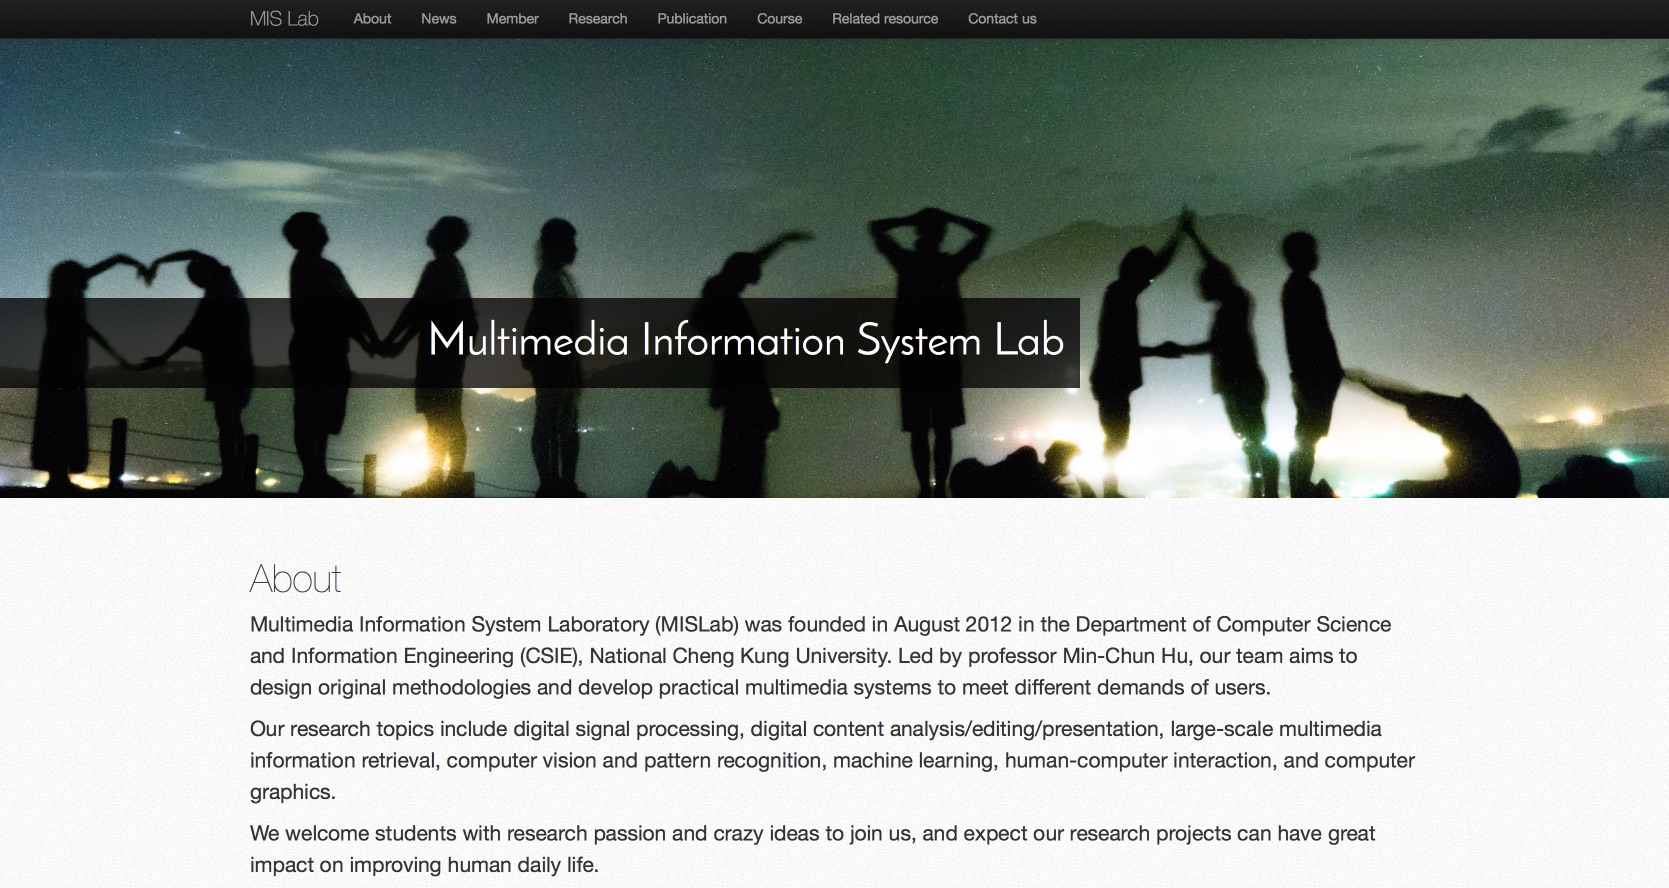 MIS Lab About News Member Research Publication Course Related resource Contact us
Multimedia Information System Lab
About
Multimedia Information System Laboratory (MISLab) was founded in August 2012 in the Department of Computer Science
and Information Engineering (CSIE), National Cheng Kung University. Led by professor Min-Chun Hu, our team aims to
design original methodologies and develop practical multimedia systems to meet different demands of users.
Our research topics include digital signal processing, digital content analysis/editing/presentation, large-scale multimedia
information retrieval, computer vision and pattern recognition, machine learning, human-computer interaction, and computer
graphics.
We welcome students with research passion and crazy ideas to join us, and expect our research projects can have great
impact on improving human daily life.